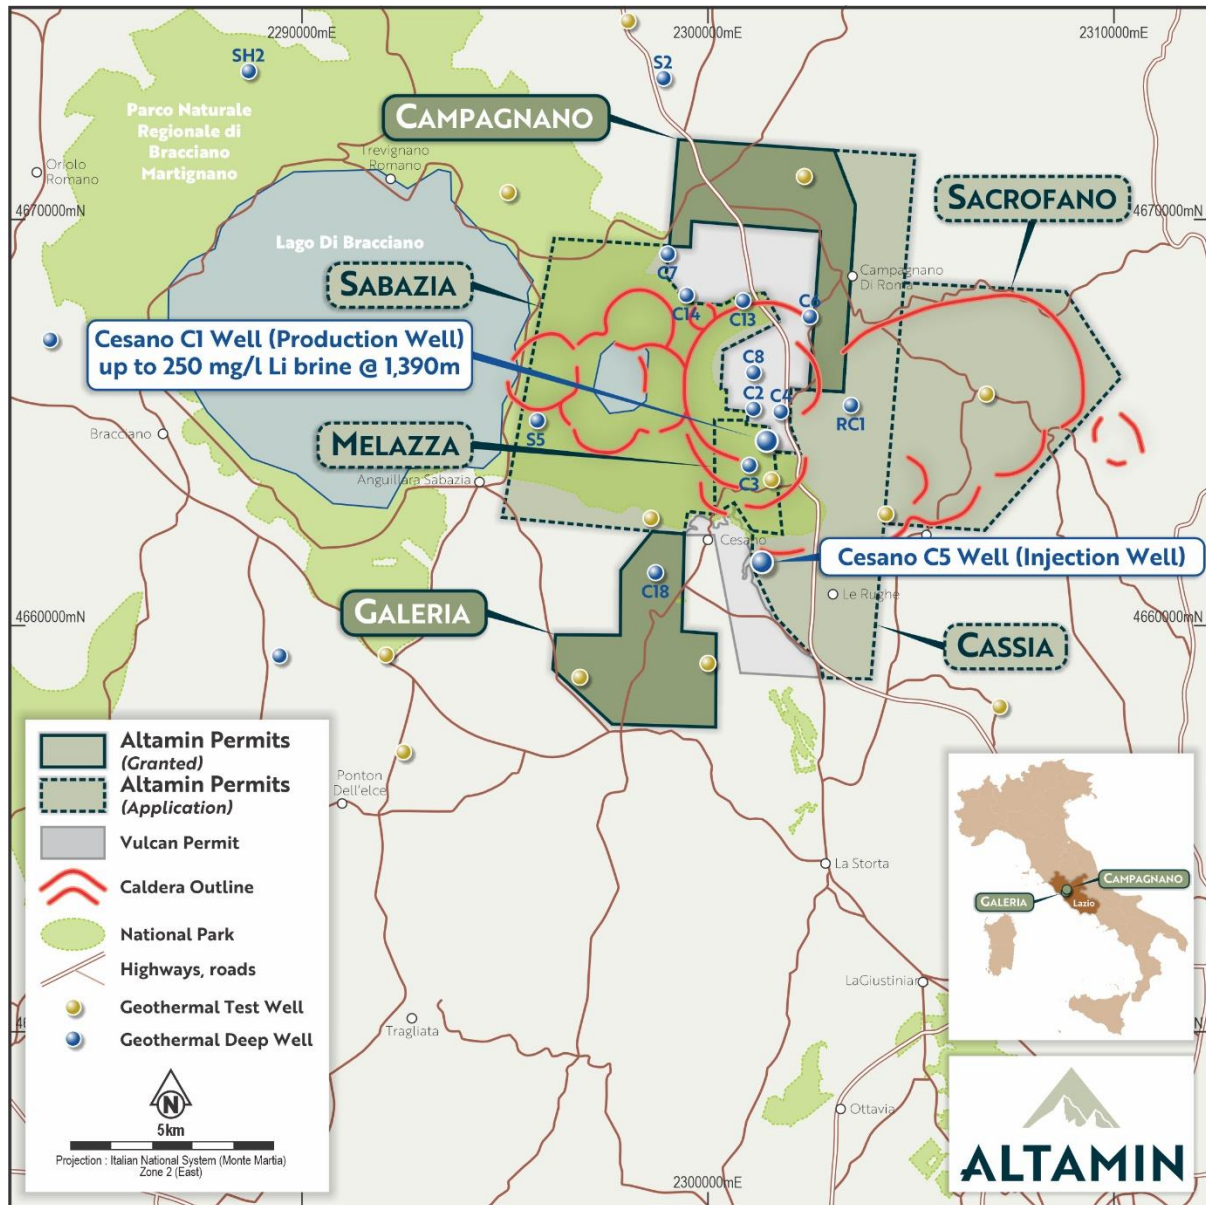 2290000mE
2300000mE
2310000mE
SH2
S2
CAMPAGNANO
Parco Naturale
Regionale di
Bracciano
Martignano
Oriolo
Romano
Trevignano
Romano
SACROFANO
4670000mN
4670000mN
Lago Di Bracciano
SABAZIA
C7
Campagnano
Di Roma
C14
C13
C6
Cesano C1 Well (Production Well)
up to 250 mg/l Li brine @ 1,390m
C8
C2
C4
RC1
Bracciano
S5
MELAZZA
Anguillara Sabazia
C3
Cesano
Cesano C5 Well (Injection Well)
C18
Le Rughe
GALERIA
4660000mN
CASSIA
Altamin Permits
(Granted)
Altamin Permits
(Application)
Vulcan Permit
Caldera Outline
National Park
Highways, roads
Geothermal Test Well
Geothermal Deep Well
N
5km
Projection : Italian National System (Monte Martia)
Zone 2 (East)
Ponton
Dell'elce
La Storta
CAMPAGNANO
GALERIA
Lazio
LaGiustinian
Tragliata
Ottavia
2300000mE
ALTAMIN